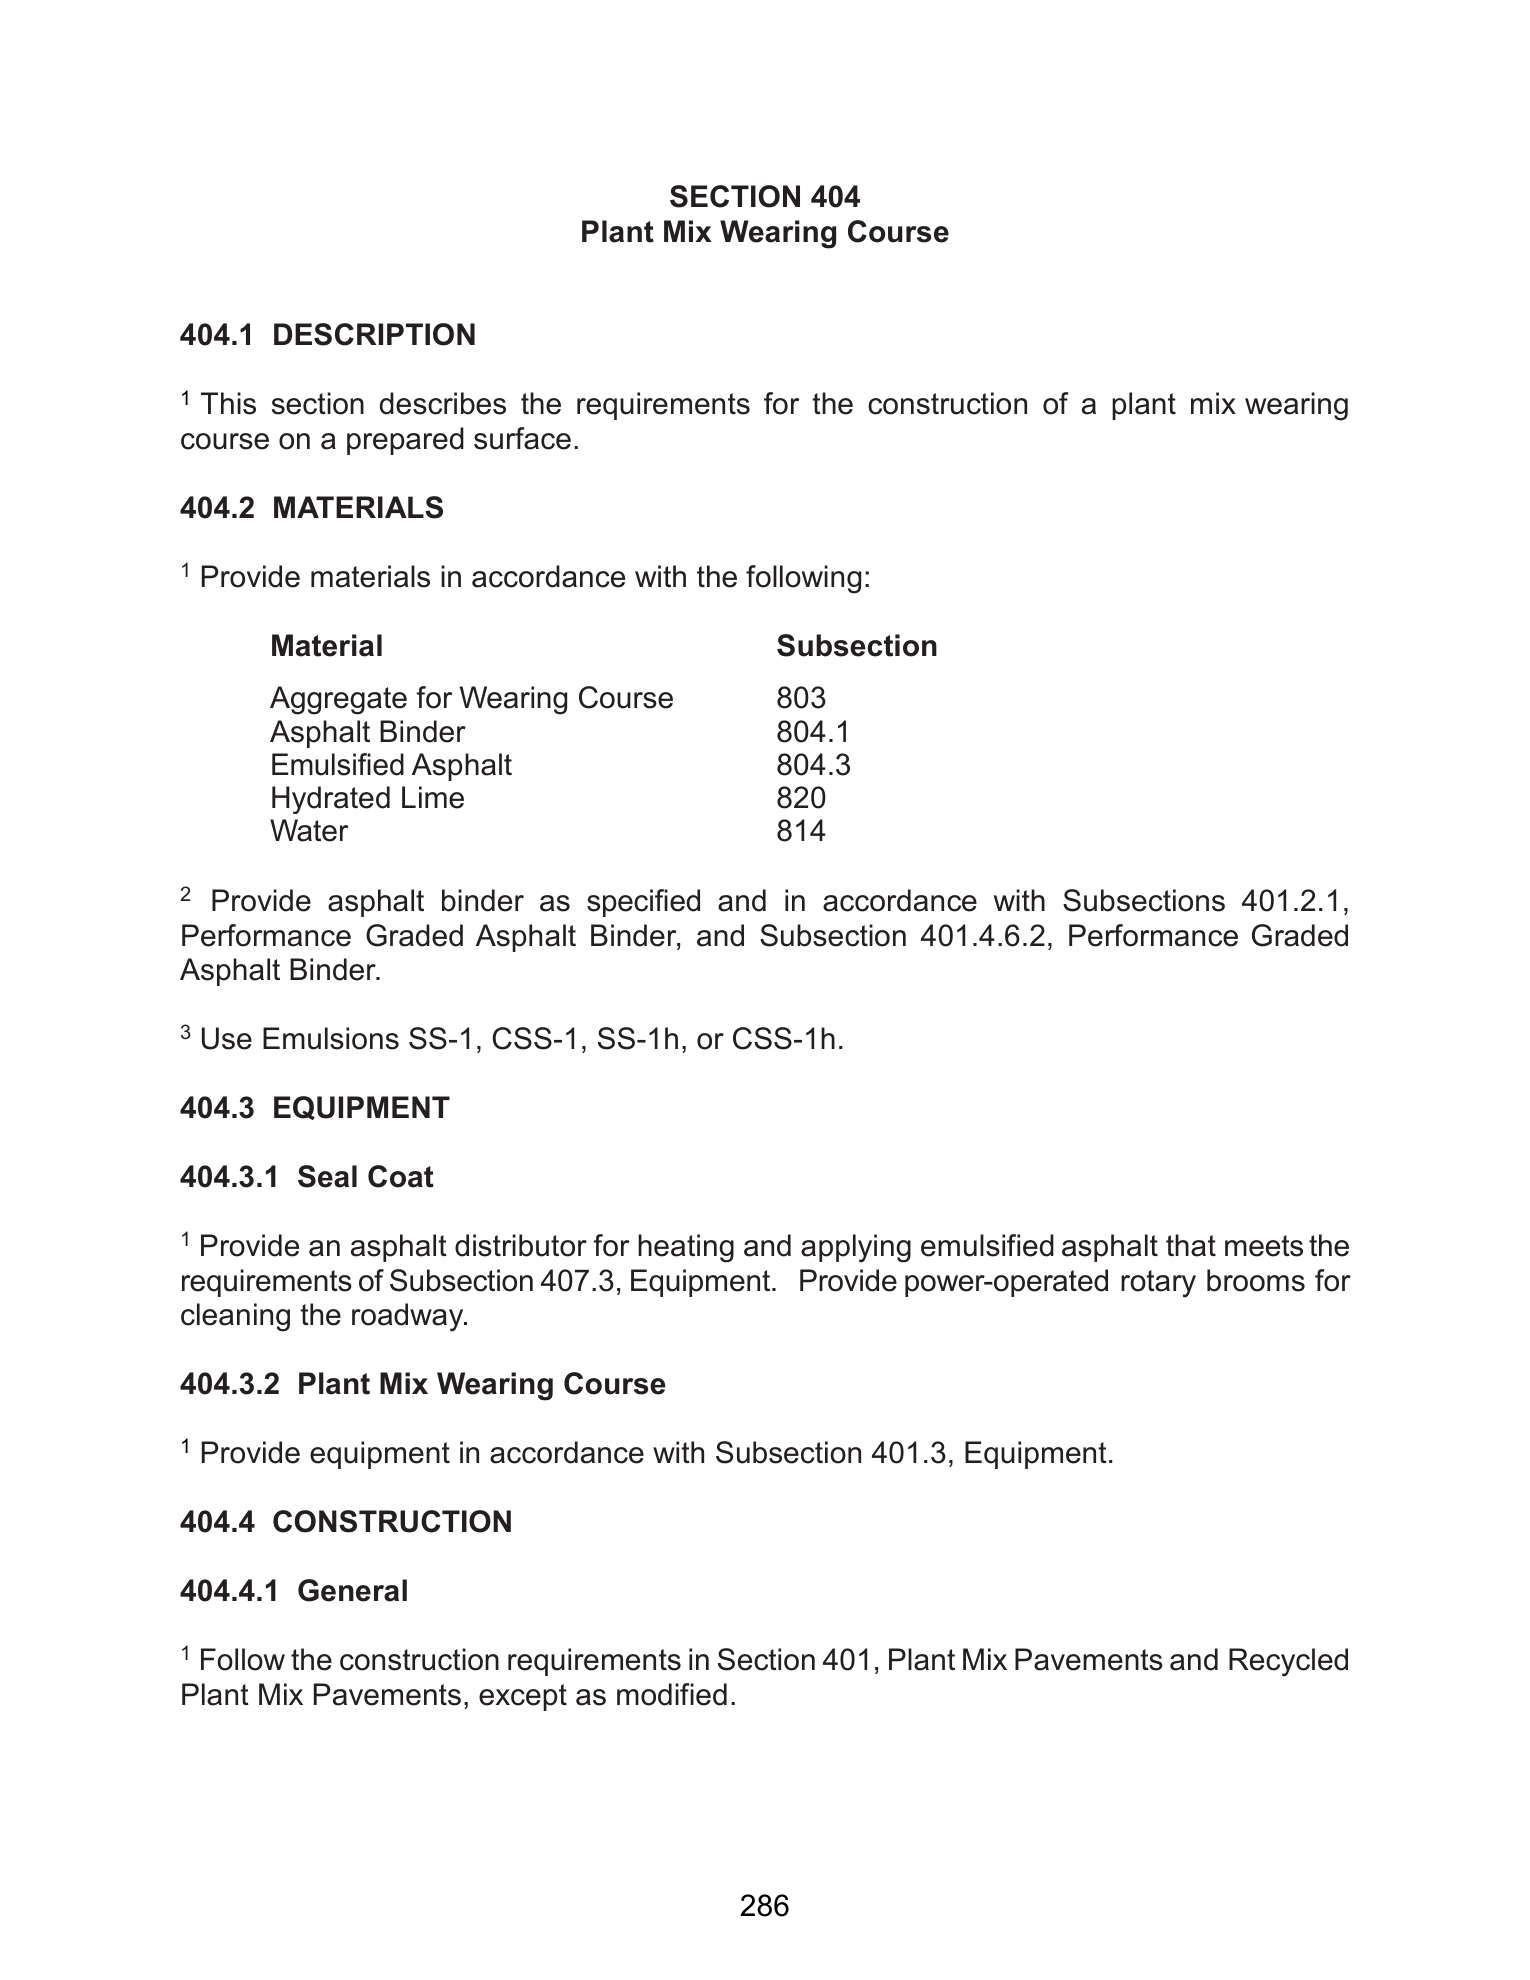 SECTION 404
Plant Mix Wearing Course
404.1 DESCRIPTION
1 This section describes the requirements for the construction of a plant mix wearing
course on a prepared surface.
404.2 MATERIALS
1 Provide materials in accordance with the following:
Material Subsection
Aggregate for Wearing Course 803
Asphalt Binder 804.1
Emulsified Asphalt 804.3
Hydrated Lime 820
Water 814
2 Provide asphalt binder as specified and in accordance with Subsections 401.2.1,
Performance Graded Asphalt Binder, and Subsection 401.4.6.2, Performance Graded
Asphalt Binder.
3 Use Emulsions SS-1, CSS-1, SS-1h, or CSS-1h.
404.3 EQUIPMENT
404.3.1 Seal Coat
1 Provide an asphalt distributor for heating and applying emulsified asphalt that meets the
requirements of Subsection 407.3, Equipment. Provide power-operated rotary brooms for
cleaning the roadway.
404.3.2 Plant Mix Wearing Course
1 Provide equipment in accordance with Subsection 401.3, Equipment.
404.4 CONSTRUCTION
404.4.1 General
1 Follow the construction requirements in Section 401, Plant Mix Pavements and Recycled
Plant Mix Pavements, except as modified.
286